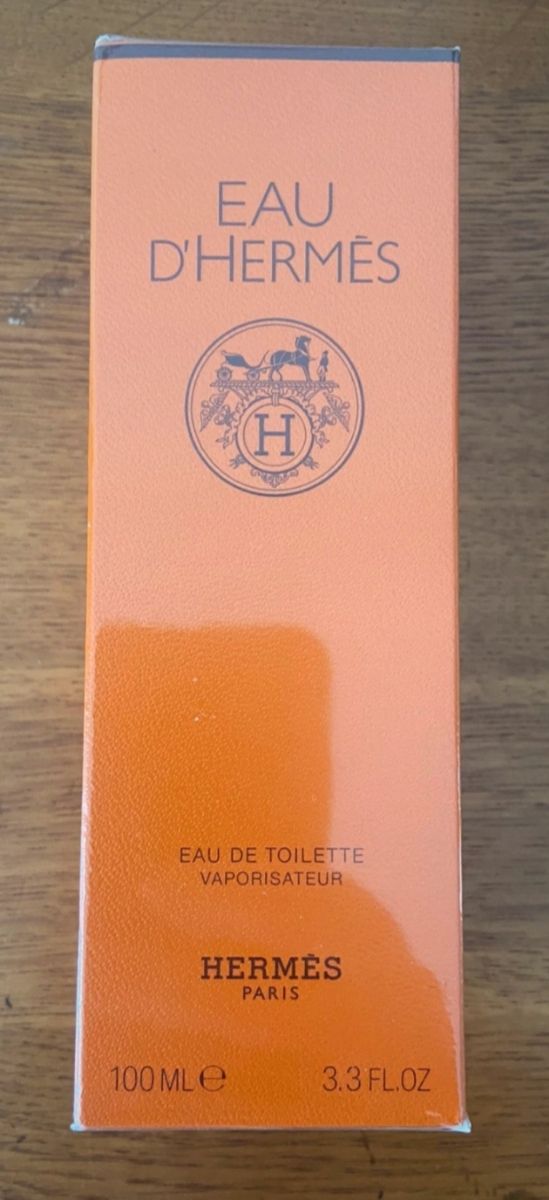 EAU
D'HERMÈS
H
EAU DE TOILETTE
VAPORISATEUR
HERMÈS
PARIS
100 ML ℮ 3.3 FL.OZ